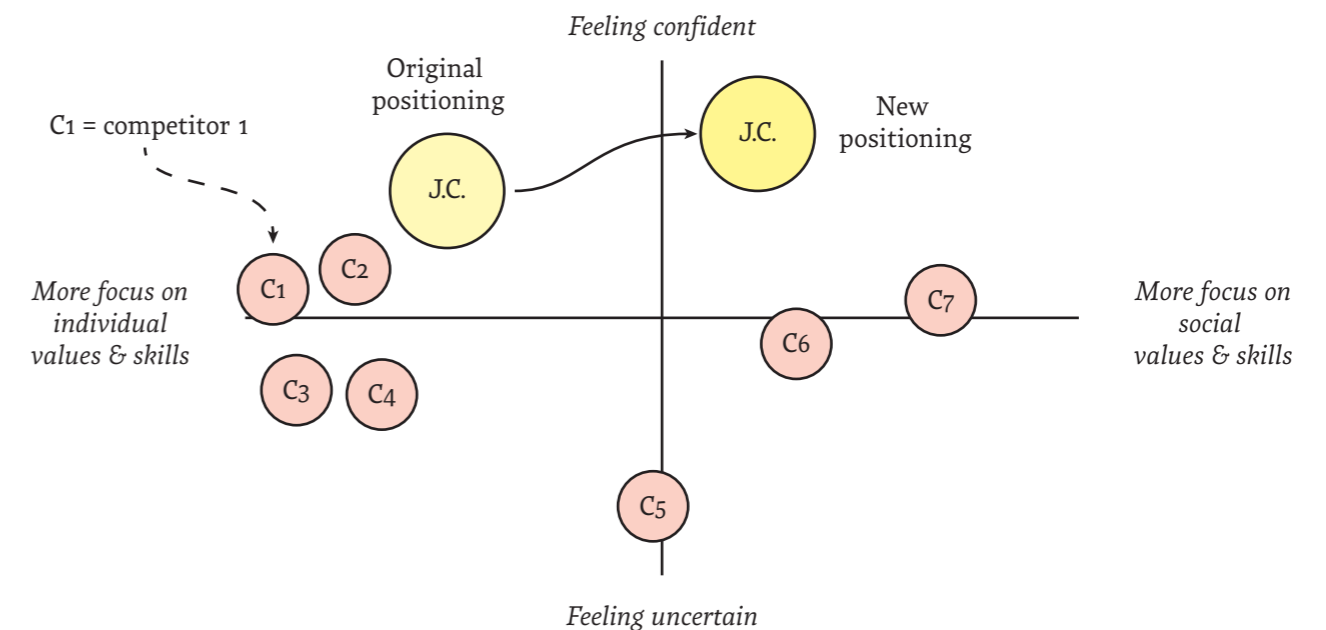 Feeling confident
Original
positioning
C1 = competitor 1
J.C.
J.C.
New
positioning
C1
C2
C3
C4
C5
C6
C7
More focus on
individual
values & skills
More focus on
social
values & skills
Feeling uncertain